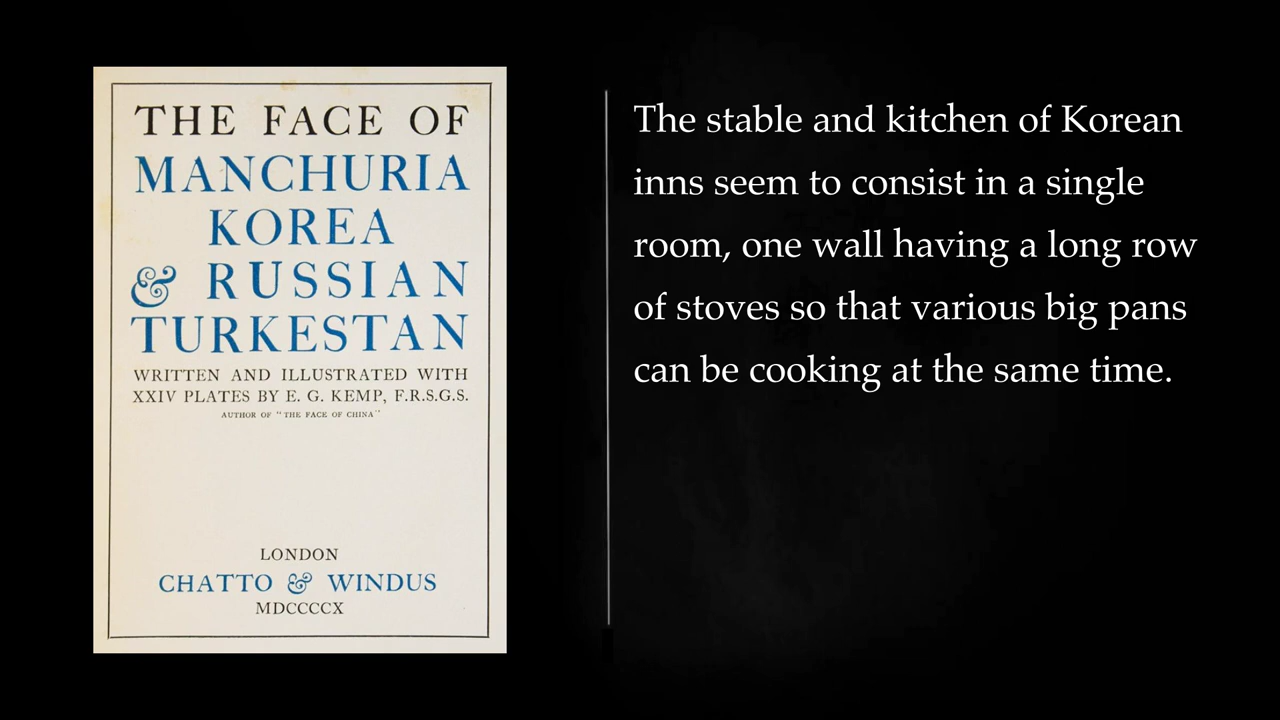 THE FACE OF
MANCHURIA
KOREA
& RUSSIAN
TURKESTAN
WRITTEN AND ILLUSTRATED WITH
XXIV PLATES BY E. G. KEMP, F.R.S.G.S.
AUTHOR OF "THE FACE OF CHINA"
LONDON
CHATTO & WINDUS
MDCCCCX
The stable and kitchen of Korean
inns seem to consist in a single
room, one wall having a long row
of stoves so that various big pans
can be cooking at the same time.